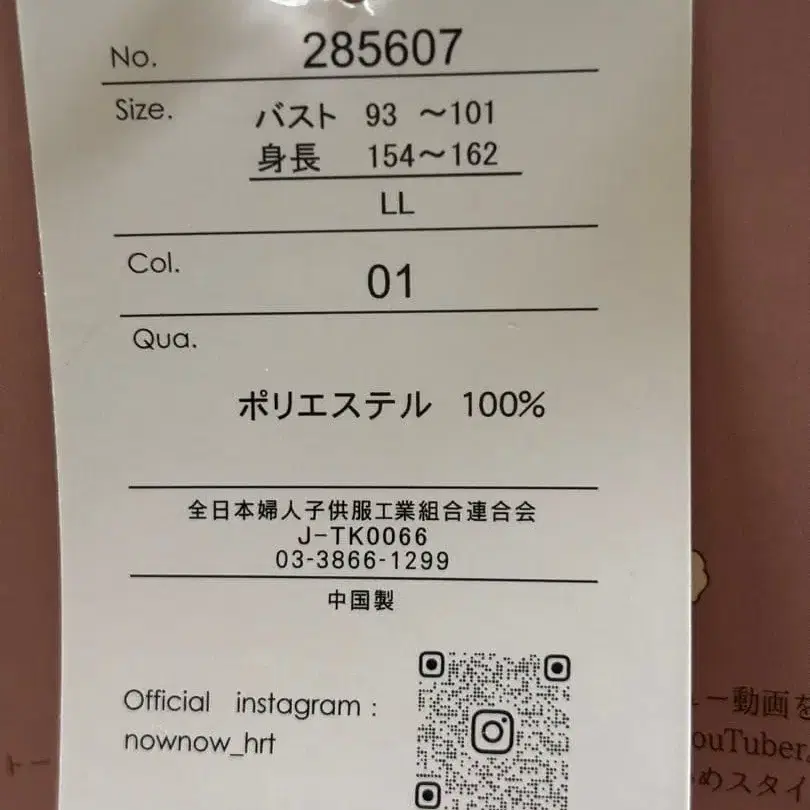 No. 285607
Size. バスト 93 ～101
身長 154～162
LL
Col. 01
Qua.
ポリエステル 100%
全日本婦人子供服工業組合連合会
J-TK0066
03-3866-1299
中国製
Official instagram :
nownow_hrt
ュー動画を
ouTuber
めスタイ
トー